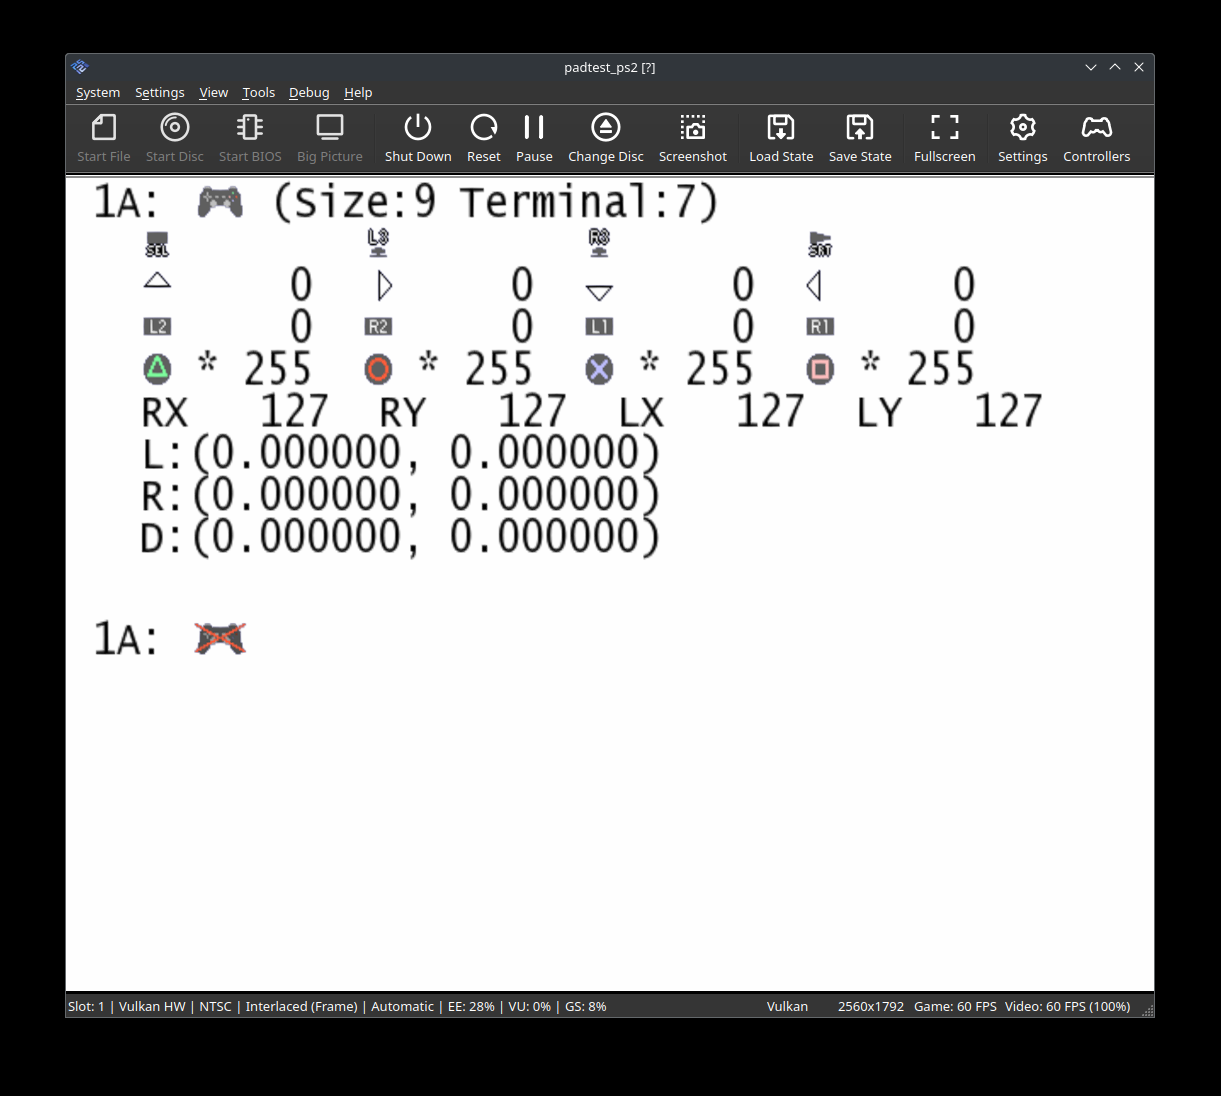 padtest_ps2 [?]
System Settings View Tools Debug Help
Start File Start Disc Start BIOS Big Picture Shut Down Reset Pause Change Disc Screenshot Load State Save State Fullscreen Settings Controllers
1A: (Size:9 Terminal:7)
SEL L3 R3 SRT
0 0 0 0
L2 0 R2 0 L1 0 R1 0
* 255 * 255 * 255 * 255
RX 127 RY 127 LX 127 LY 127
L:(0.000000, 0.000000)
R:(0.000000, 0.000000)
D:(0.000000, 0.000000)
1A:
Slot: 1 | Vulkan HW | NTSC | Interlaced (Frame) | Automatic | EE: 28% | VU: 0% | GS: 8% Vulkan 2560x1792 Game: 60 FPS Video: 60 FPS (100%)